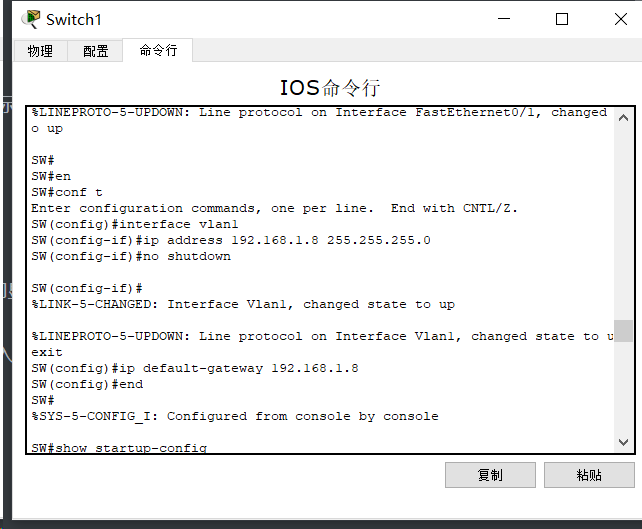 Switch1
物理 配置 命令行
IOS命令行
%LINEPROTO-5-UPDOWN: Line protocol on Interface FastEthernet0/1, changed
o up
SW#
SW#en
SW#conf t
Enter configuration commands, one per line.  End with CNTL/Z.
SW(config)#interface vlan1
SW(config-if)#ip address 192.168.1.8 255.255.255.0
SW(config-if)#no shutdown
SW(config-if)#
%LINK-5-CHANGED: Interface Vlan1, changed state to up
%LINEPROTO-5-UPDOWN: Line protocol on Interface Vlan1, changed state to u
exit
SW(config)#ip default-gateway 192.168.1.8
SW(config)#end
SW#
%SYS-5-CONFIG_I: Configured from console by console
SW#show startup-config
复制 粘贴